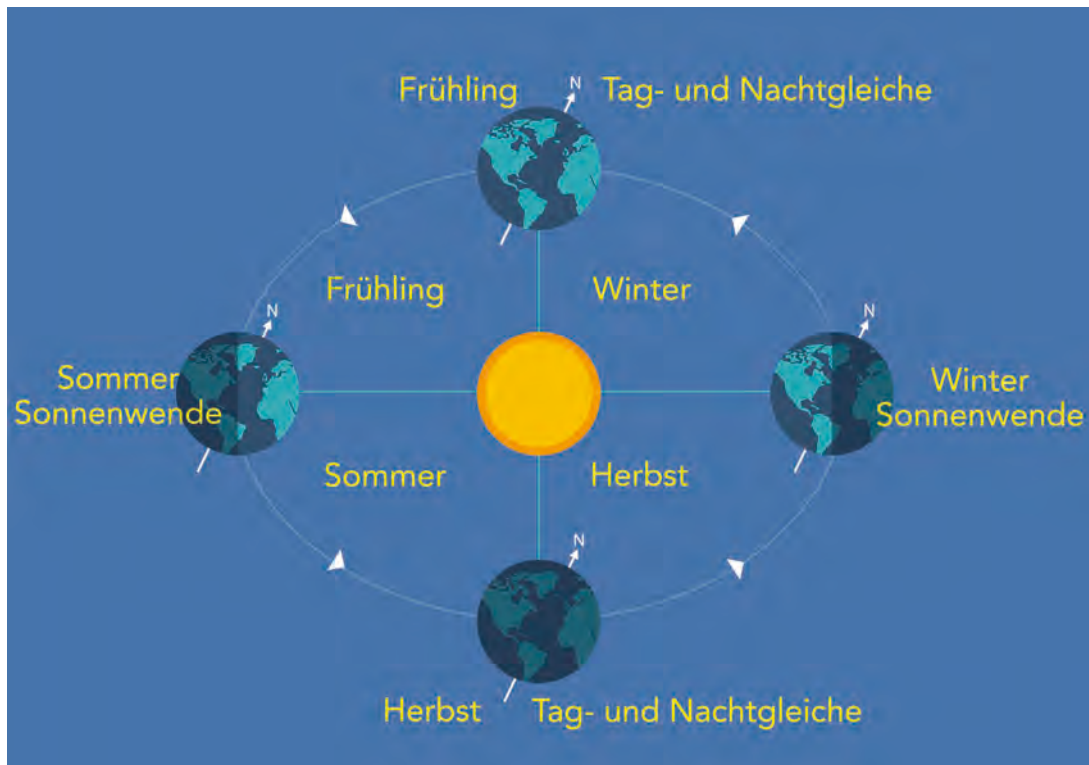 N
Frühling Tag- und Nachtgleiche
Frühling Winter
N
N
Sommer
Sonnenwende
Winter
Sonnenwende
Sommer Herbst
N
Herbst Tag- und Nachtgleiche